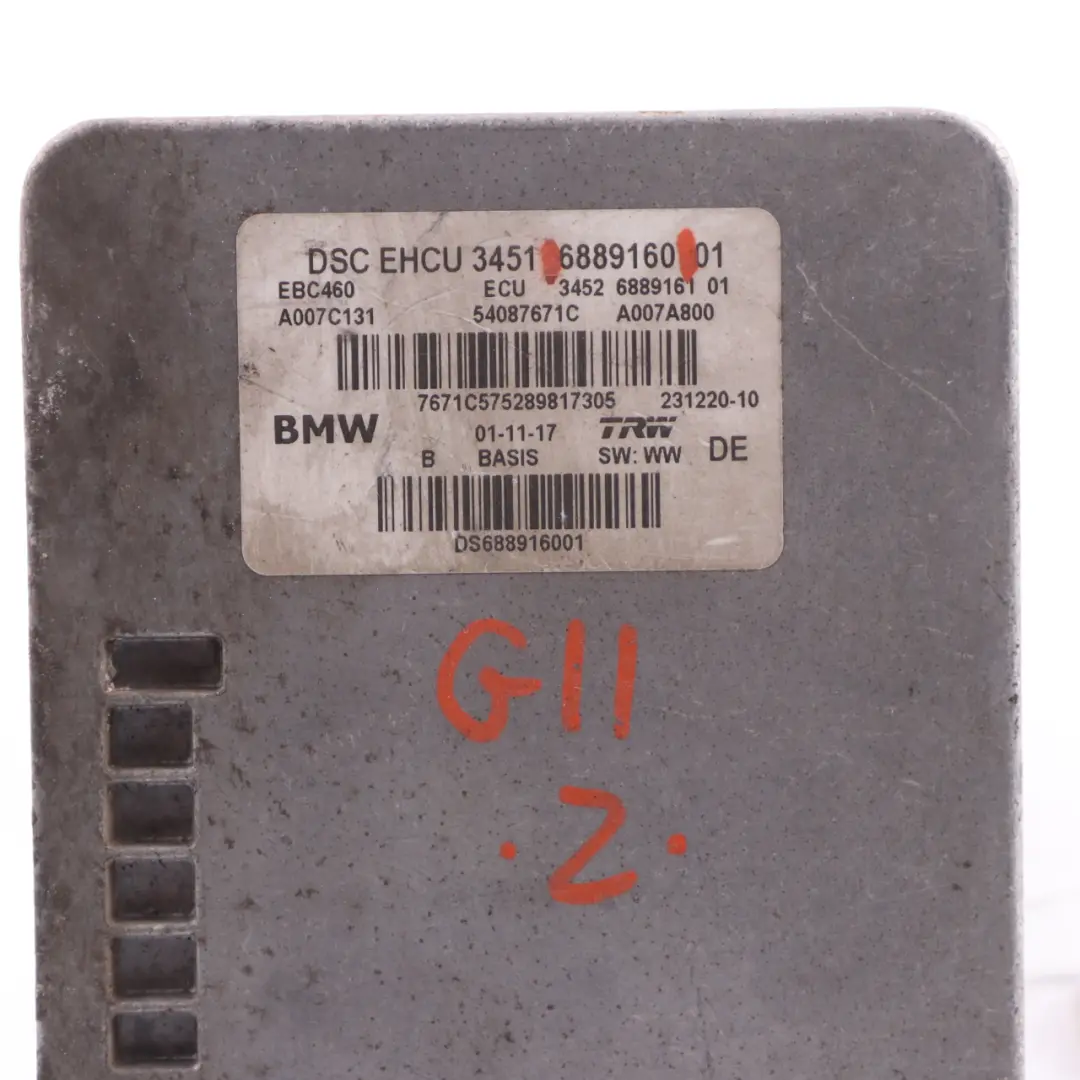 DSC EHCU 3451 6889160 01
EBC460 ECU 3452 6889161 01
A007C131 54087671C A007A800
7671C575289817305 231220-10
BMW 01-11-17 TRW
B BASIS SW: WW DE
DS688916001
G11
.Z.